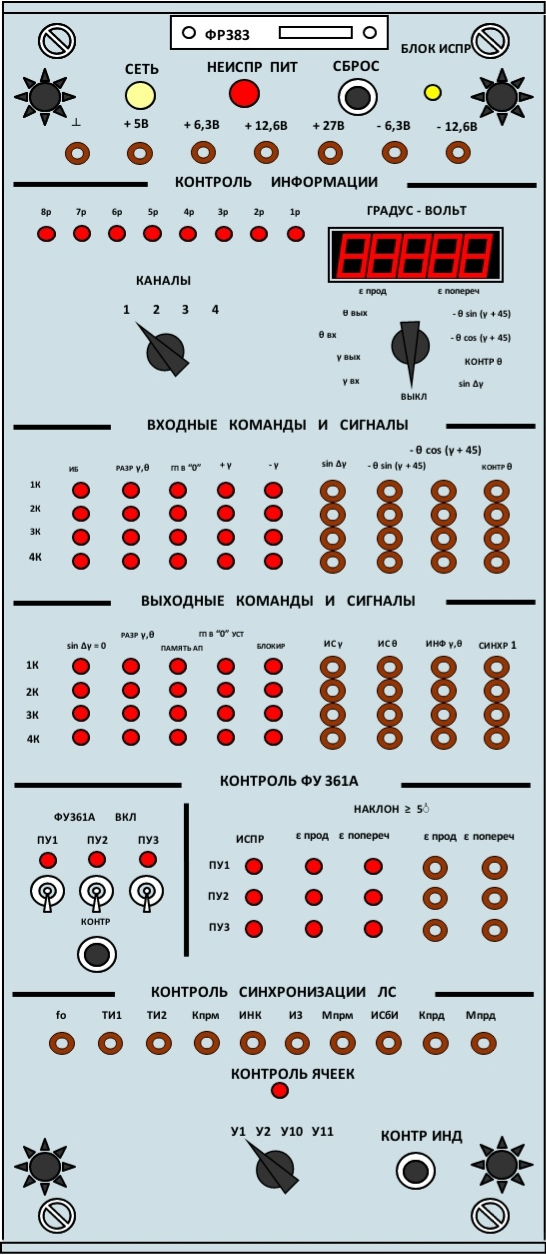 ФР383
БЛОК ИСПР
СЕТЬ НЕИСПР ПИТ СБРОС
⊥ + 5В + 6,3В + 12,6В + 27В - 6,3В - 12,6В
КОНТРОЛЬ ИНФОРМАЦИИ
8р 7р 6р 5р 4р 3р 2р 1р
ГРАДУС - ВОЛЬТ
88888
КАНАЛЫ
1 2 3 4
ε прод ε попереч
θ вых - θ sin (γ + 45)
θ вх - θ cos (γ + 45)
γ вых КОНТР θ
γ вх sin Δγ
ВЫКЛ
ВХОДНЫЕ КОМАНДЫ И СИГНАЛЫ
- θ cos (γ + 45)
ИБ РАЗР γ,θ ГП В "0" + γ - γ sin Δγ - θ sin (γ + 45) КОНТР θ
1К
2К
3К
4К
ВЫХОДНЫЕ КОМАНДЫ И СИГНАЛЫ
РАЗР γ,θ ГП В "0" УСТ
sin Δγ = 0 ПАМЯТЬ АП БЛОКИР ИС γ ИС θ ИНФ γ,θ СИНХР 1
1К
2К
3К
4К
КОНТРОЛЬ ФУ 361А
ФУ361А ВКЛ
НАКЛОН ≥ 5
ПУ1 ПУ2 ПУ3
ИСПР ε прод ε попереч ε прод ε попереч
ПУ1
ПУ2
ПУ3
КОНТР
КОНТРОЛЬ СИНХРОНИЗАЦИИ ЛС
fo ТИ1 ТИ2 Кпрм ИНК ИЗ Мпрм ИСбИ Кпрд Мпрд
КОНТРОЛЬ ЯЧЕЕК
У1 У2 У10 У11
КОНТР ИНД